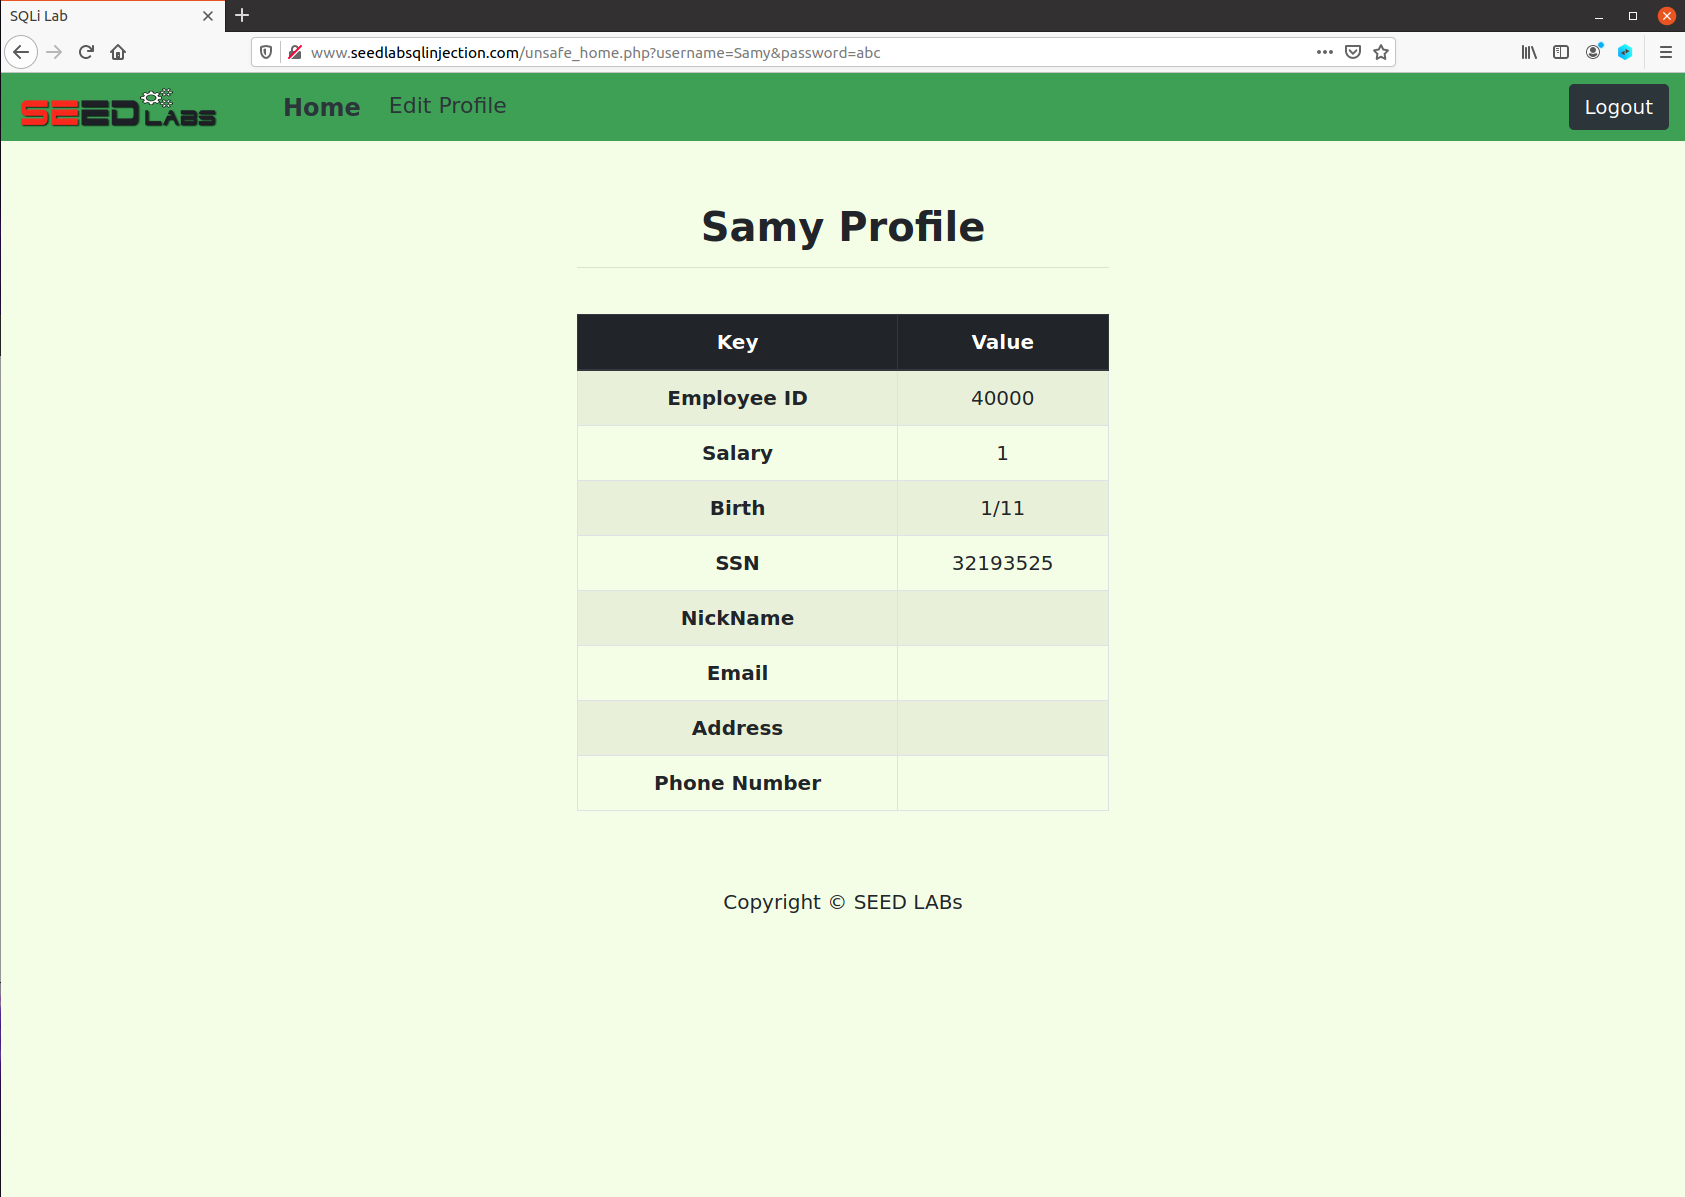 SQLi Lab
www.seedlabsqlinjection.com/unsafe_home.php?username=Samy&password=abc
SEED LABS Home Edit Profile Logout
Samy Profile
Key Value
Employee ID 40000
Salary 1
Birth 1/11
SSN 32193525
NickName
Email
Address
Phone Number
Copyright © SEED LABs